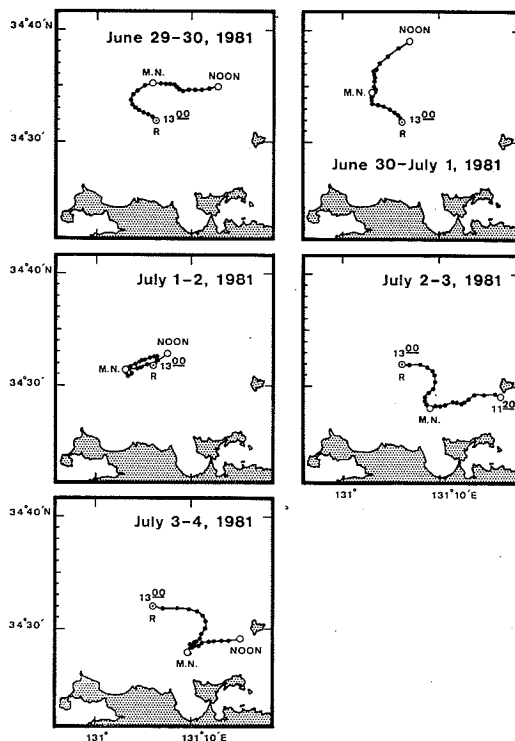 34°40'N
June 29-30, 1981
M.N.
NOON
13 00
R
34°30'
NOON
M.N.
13 00
R
June 30-July 1, 1981
34°40'
July 1-2, 1981
NOON
M.N.
13 00
R
34°30'
July 2-3, 1981
13 00
R
M.N.
11 20
131°
131°10'E
34°40'
July 3-4, 1981
13 00
R
34°30'
M.N.
NOON
131°
131°10'E